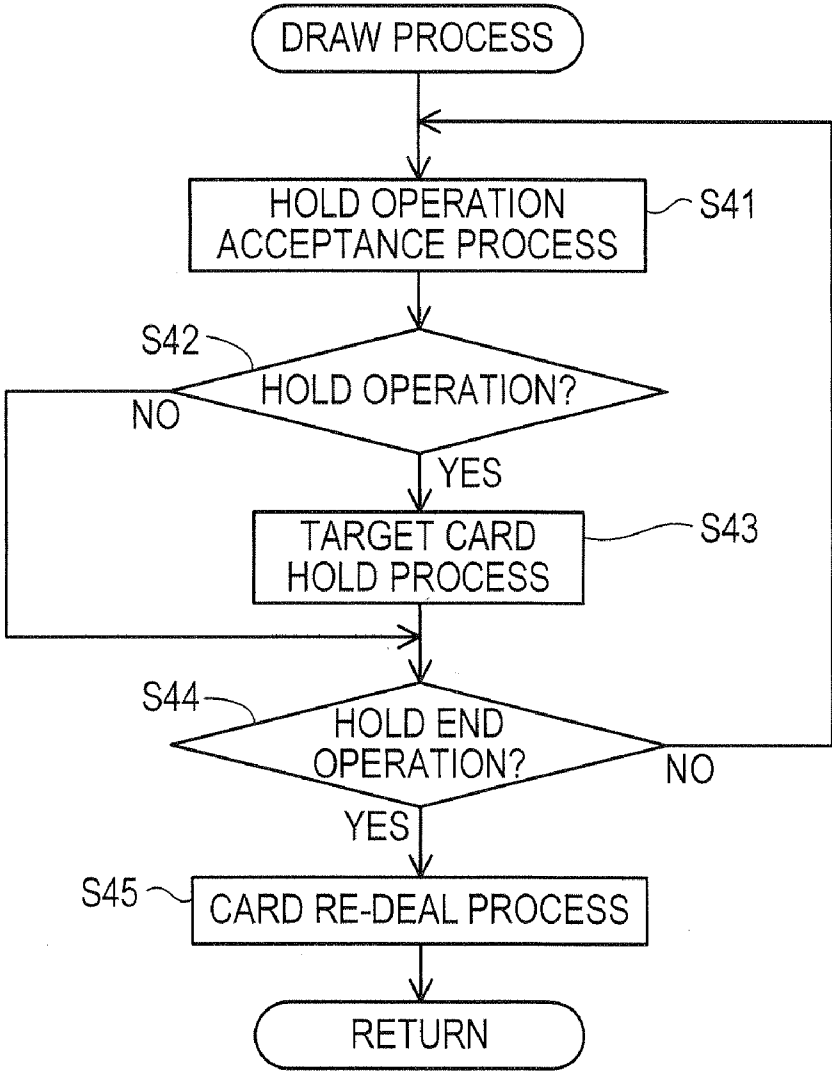 DRAW PROCESS
HOLD OPERATION
ACCEPTANCE PROCESS
S41
S42
HOLD OPERATION?
NO
YES
TARGET CARD
HOLD PROCESS
S43
S44
HOLD END
OPERATION?
NO
YES
S45
CARD RE-DEAL PROCESS
RETURN